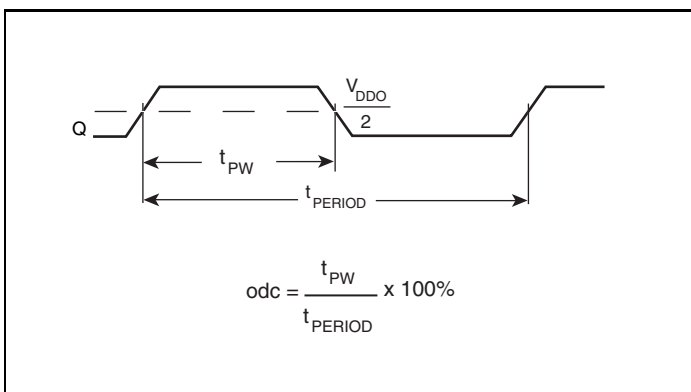 V_DDO
2
Q
t_PW
t_PERIOD
odc = t_PW / t_PERIOD x 100%